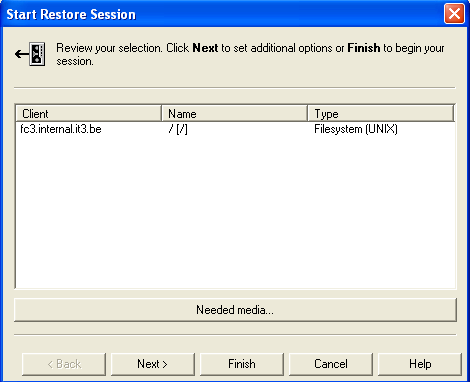 Start Restore Session
Review your selection. Click Next to set additional options or Finish to begin your
session.
Client Name Type
fc3.internal.it3.be / [/] Filesystem (UNIX)
Needed media...
< Back Next > Finish Cancel Help